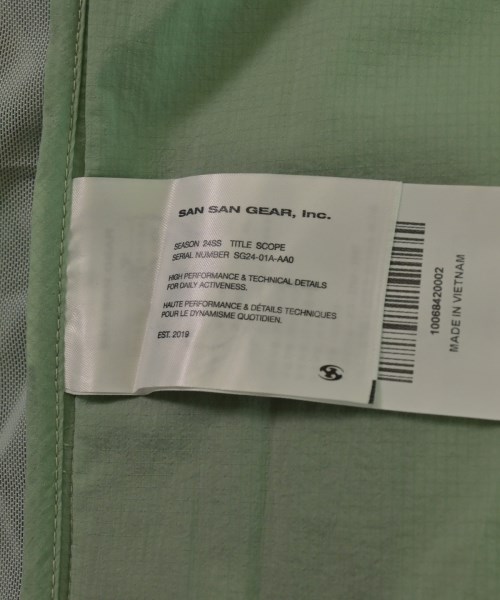 SAN SAN GEAR, Inc.
SEASON 24SS TITLE SCOPE
SERIAL NUMBER SG24-01A-AA0
HIGH PERFORMANCE & TECHNICAL DETAILS
FOR DAILY ACTIVENESS.
HAUTE PERFORMANCE & DÉTAILS TECHNIQUES
POUR LE DYNAMISME QUOTIDIEN.
EST. 2019
10068420002
MADE IN VIETNAM